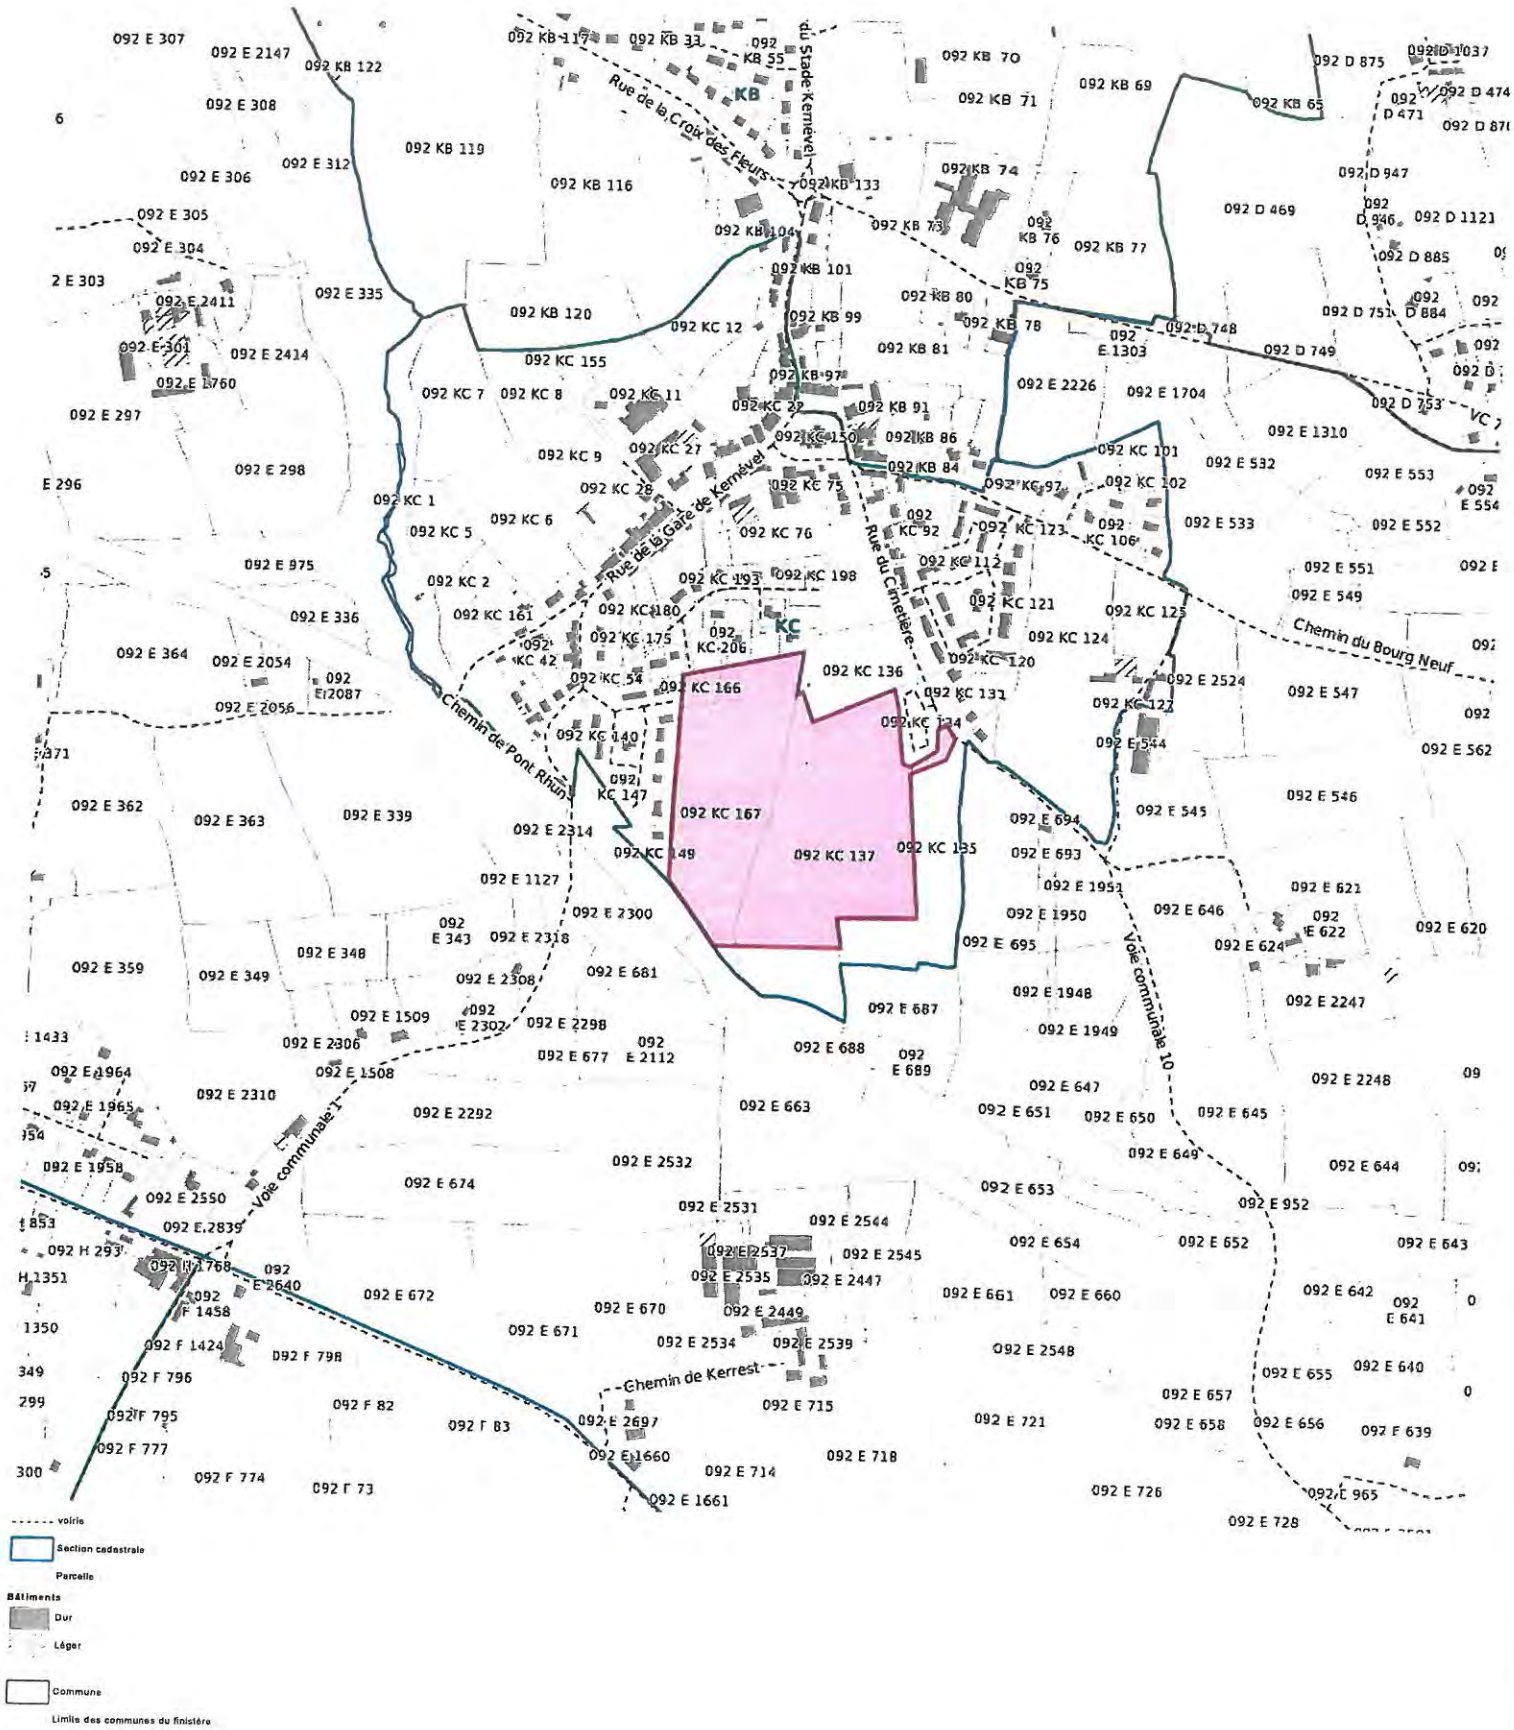 092 E 307
092 E 2147
092 KB 122
092 KB 117
092 KB 33
092
KB 55
du Stade Kernével
092 KB 70
092 KB 69
092 D 875
092 D 1037
092 E 308
KB
Rue de la Croix des Fleurs
092 KB 71
092 KB 65
092
D 471
092 D 474
6
092 D 87
092 E 312
092 KB 119
092 E 306
092 KB 116
092 KB 133
092 KB 74
092 D 947
092 E 305
092 E 304
092 KB 104
092 KB 73
092
KB 76
092 KB 77
092 D 469
092
D 946
092 D 1121
2 E 303
092 E 335
092 KB 101
092
KB 75
092 D 885
092 E 2411
092 KB 120
092 KC 12
092 KB 99
092 KB 80
092 KB 78
092
E 1303
092 D 748
092 D 751
092
D 884
092
092 E 301
092 E 2414
092 KC 155
092 KB 81
092 D 749
092
092 E 1760
092 KC 7
092 KC 8
092 KC 11
092 KB 97
092 E 2226
092 E 1704
092 D
092 E 297
092 KC 22
092 KB 91
092 D 753
VC 7
092 KC 9
092 KC 27
092 KC 150
092 KB 86
092 KC 101
092 E 1310
092 E 298
092 KB 84
092 E 532
092 E 553
E 296
092 KC 1
092 KC 28
Rue de la Gare de Kernével
092 KC 75
092 KC 97
092 KC 102
092
E 554
092 KC 5
092 KC 6
092 KC 76
092
KC 92
092 KC 123
092
KC 106
092 E 533
092 E 552
092 E 975
092 KC 2
092 KC 193
092 KC 198
Rue du Cimetière
092 KC 112
092 E 551
092 E
5
092 E 336
092 KC 161
092 KC 180
092 KC 121
092 KC 125
092 E 549
092 E 364
092 E 2054
092
KC 42
092 KC 175
092
KC 206
KC
092 KC 124
Chemin du Bourg Neuf
092
092
E 2087
092 KC 54
092 KC 166
092 KC 136
092 KC 120
092 E 2524
092 E 547
092 E 2056
Chemin de Pont Rhun
092 KC 131
092 KC 127
092
E 371
092 KC 140
092 KC 134
092 E 544
092 E 562
092 E 362
092 E 363
092 E 339
092
KC 147
092 KC 167
092 E 545
092 E 546
092 E 2314
092 E 694
092 KC 149
092 KC 137
092 KC 135
092 E 693
092 E 1127
092 E 1951
092 E 621
092 E 2300
092 E 1950
092 E 646
092
E 622
092 E 620
092
E 343
092 E 2318
092 E 695
092 E 624
092 E 348
092 E 359
092 E 349
092 E 2308
092 E 681
092 E 1948
Voie communale 10
092 E 2247
092 E 1509
092
E 2302
092 E 2298
092 E 687
092 E 1949
E 1433
092 E 2306
092 E 677
092
E 2112
092 E 688
092
E 689
092 E 1964
092 E 1508
092 E 647
092 E 2248
09
092 E 1965
092 E 2310
092 E 2292
092 E 663
092 E 651
092 E 650
092 E 645
092 E 1958
Voie communale 1
092 E 2532
092 E 649
092 E 644
092 E 674
092 E 653
092 E 2550
092 E 2531
092 E 952
092 E 2839
092 E 2544
092 H 293
092 E 2537
092 E 2545
092 E 654
092 E 652
092 E 643
092 H 1768
H 1351
092
E 2640
092 E 2535
092 E 2447
092
F 1458
092 E 672
092 E 670
092 E 2449
092 E 661
092 E 660
092 E 642
092
E 641
0
1350
092 E 671
092 F 1424
092 F 798
092 E 2534
092 E 2539
092 E 2548
349
092 F 796
Chemin de Kerrest
092 E 655
092 E 640
299
092 F 82
092 E 715
092 E 657
0
092 F 795
092 F 83
092 E 2697
092 E 721
092 E 658
092 E 656
092 F 639
092 F 777
092 E 1660
092 E 718
300
092 F 774
092 E 714
092 F 73
092 E 1661
092 E 726
092 E 965
092 E 728
voirie
Section cadastrale
Parcelle
Bâtiments
Dur
Léger
Commune
Limite des communes du finistère